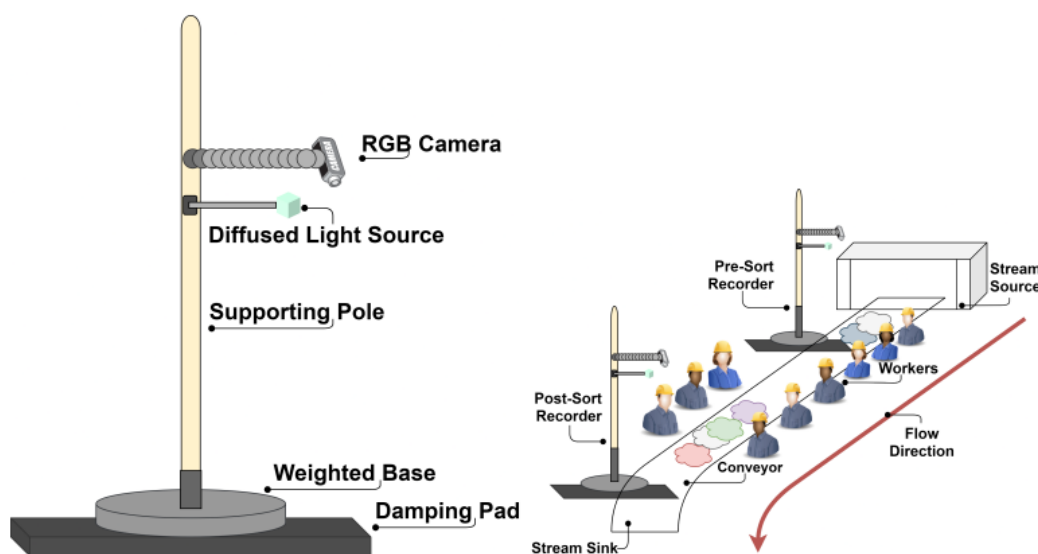 RGB Camera
CAMERA
Diffused Light Source
Supporting Pole
Weighted Base
Damping Pad
Pre-Sort
Recorder
Stream
Source
Workers
Post-Sort
Recorder
Flow
Direction
Conveyor
Stream Sink